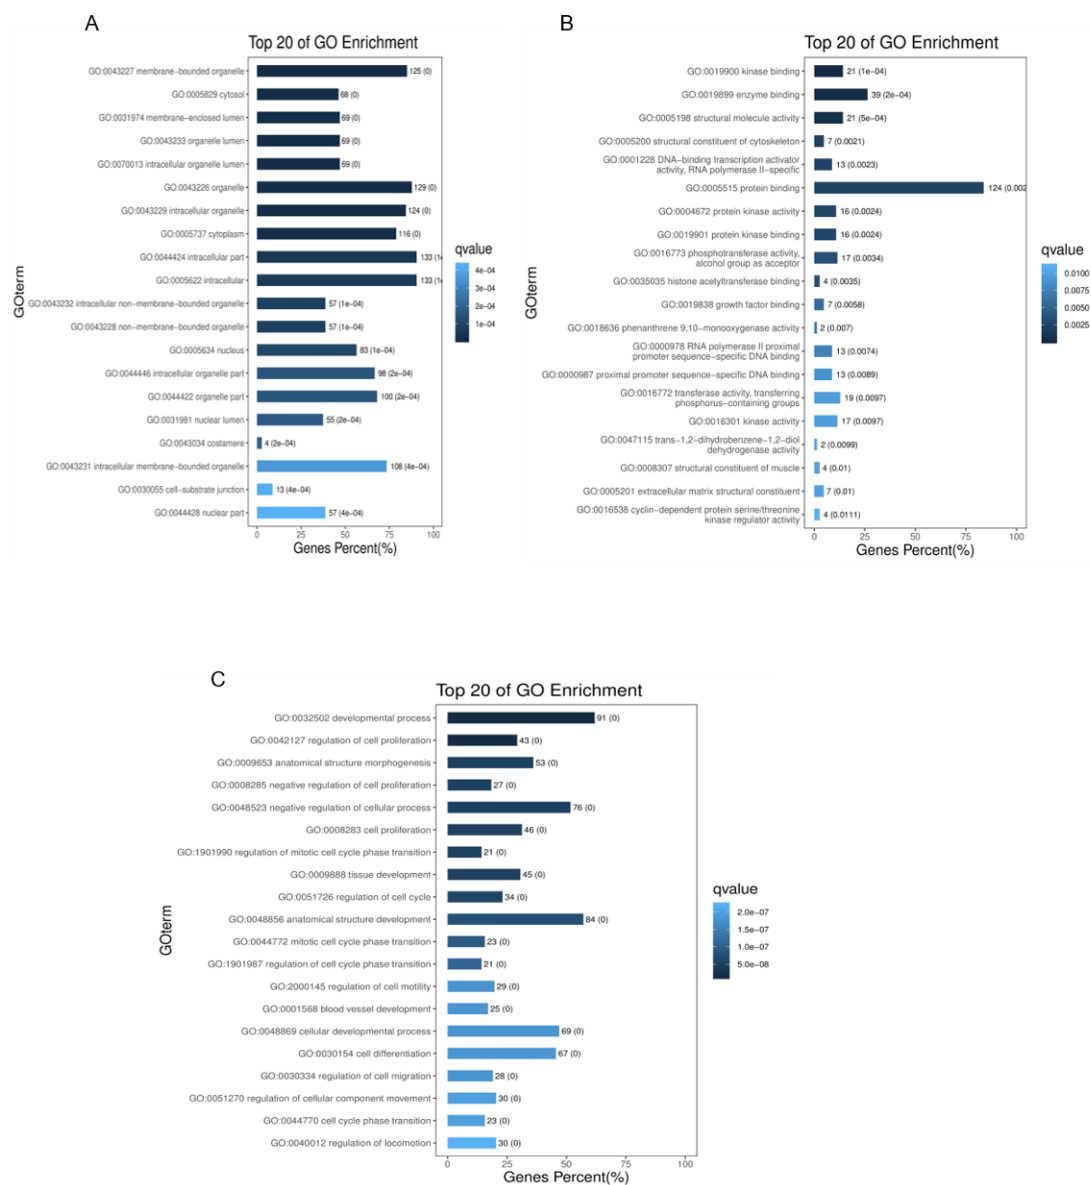 A
Top 20 of GO Enrichment
GO:0043227 membrane−bounded organelle 125 (0)
GO:0005829 cytosol 68 (0)
GO:0031974 membrane−enclosed lumen 69 (0)
GO:0043233 organelle lumen 69 (0)
GO:0070013 intracellular organelle lumen 69 (0)
GO:0043226 organelle 129 (0)
GO:0043229 intracellular organelle 124 (0)
GO:0005737 cytoplasm 116 (0)
GO:0044424 intracellular part 133 (1
GO:0005622 intracellular 133 (1
GO:0043232 intracellular non−membrane−bounded organelle 57 (1e−04)
GO:0043228 non−membrane−bounded organelle 57 (1e−04)
GO:0005634 nucleus 83 (1e−04)
GO:0044446 intracellular organelle part 98 (2e−04)
GO:0044422 organelle part 100 (2e−04)
GO:0031981 nuclear lumen 55 (2e−04)
GO:0043034 costamere 4 (2e−04)
GO:0043231 intracellular membrane−bounded organelle 108 (4e−04)
GO:0030055 cell−substrate junction 13 (4e−04)
GO:0044428 nuclear part 57 (4e−04)
0 25 50 75 100
Genes Percent(%)
GOterm
qvalue
4e−04
3e−04
2e−04
1e−04
B
Top 20 of GO Enrichment
GO:0019900 kinase binding 21 (1e−04)
GO:0019899 enzyme binding 39 (2e−04)
GO:0005198 structural molecule activity 21 (5e−04)
GO:0005200 structural constituent of cytoskeleton 7 (0.0021)
GO:0001228 DNA−binding transcription activator
activity, RNA polymerase II−specific 13 (0.0023)
GO:0005515 protein binding 124 (0.002
GO:0004672 protein kinase activity 16 (0.0024)
GO:0019901 protein kinase binding 16 (0.0024)
GO:0016773 phosphotransferase activity,
alcohol group as acceptor 17 (0.0034)
GO:0035035 histone acetyltransferase binding 4 (0.0035)
GO:0019838 growth factor binding 7 (0.0058)
GO:0018636 phenanthrene 9,10−monooxygenase activity 2 (0.007)
GO:0000978 RNA polymerase II proximal
promoter sequence−specific DNA binding 13 (0.0074)
GO:0000987 proximal promoter sequence−specific DNA binding 13 (0.0089)
GO:0016772 transferase activity, transferring
phosphorus−containing groups 19 (0.0097)
GO:0016301 kinase activity 17 (0.0097)
GO:0047115 trans−1,2−dihydrobenzene−1,2−diol
dehydrogenase activity 2 (0.0099)
GO:0008307 structural constituent of muscle 4 (0.01)
GO:0005201 extracellular matrix structural constituent 7 (0.01)
GO:0016538 cyclin−dependent protein serine/threonine
kinase regulator activity 4 (0.0111)
0 25 50 75 100
Genes Percent(%)
GOterm
qvalue
0.0100
0.0075
0.0050
0.0025
C
Top 20 of GO Enrichment
GO:0032502 developmental process 91 (0)
GO:0042127 regulation of cell proliferation 43 (0)
GO:0009653 anatomical structure morphogenesis 53 (0)
GO:0008285 negative regulation of cell proliferation 27 (0)
GO:0048523 negative regulation of cellular process 76 (0)
GO:0008283 cell proliferation 46 (0)
GO:1901990 regulation of mitotic cell cycle phase transition 21 (0)
GO:0009888 tissue development 45 (0)
GO:0051726 regulation of cell cycle 34 (0)
GO:0048856 anatomical structure development 84 (0)
GO:0044772 mitotic cell cycle phase transition 23 (0)
GO:1901987 regulation of cell cycle phase transition 21 (0)
GO:2000145 regulation of cell motility 29 (0)
GO:0001568 blood vessel development 25 (0)
GO:0048869 cellular developmental process 69 (0)
GO:0030154 cell differentiation 67 (0)
GO:0030334 regulation of cell migration 28 (0)
GO:0051270 regulation of cellular component movement 30 (0)
GO:0044770 cell cycle phase transition 23 (0)
GO:0040012 regulation of locomotion 30 (0)
0 25 50 75 100
Genes Percent(%)
GOterm
qvalue
2.0e−07
1.5e−07
1.0e−07
5.0e−08